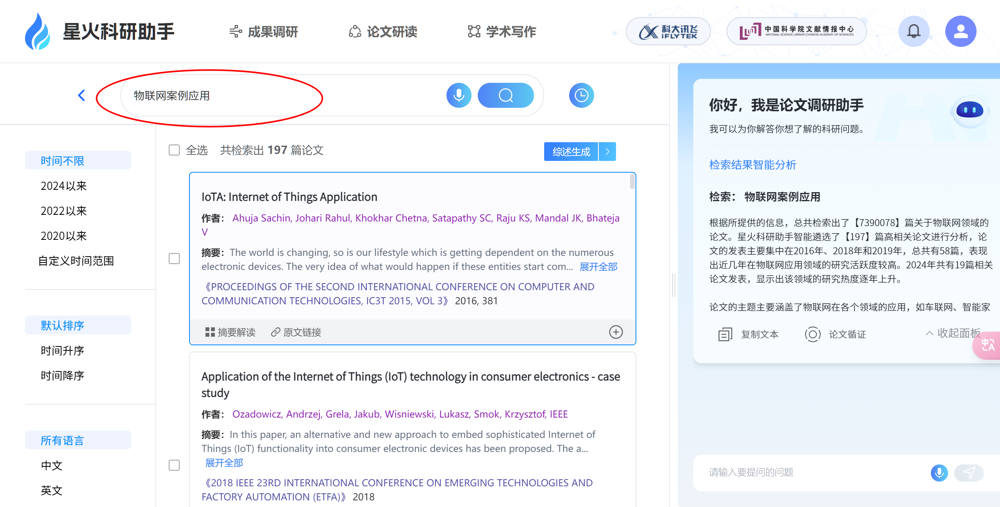 星火科研助手
成果调研
论文研读
学术写作
科大讯飞
iFLYTEK
中国科学院文献情报中心
NATIONAL SCIENCE LIBRARY,CHINESE ACADEMY OF SCIENCES
物联网案例应用
时间不限
2024以来
2022以来
2020以来
自定义时间范围
默认排序
时间升序
时间降序
所有语言
中文
英文
全选 共检索出 197 篇论文
综述生成
IoTA: Internet of Things Application
作者： Ahuja Sachin, Johari Rahul, Khokhar Chetna, Satapathy SC, Raju KS, Mandal JK, Bhateja
V
摘要：The world is changing, so is our lifestyle which is getting dependent on the numerous
electronic devices. The very idea of what would happen if these entities start com... 展开全部
《PROCEEDINGS OF THE SECOND INTERNATIONAL CONFERENCE ON COMPUTER AND
COMMUNICATION TECHNOLOGIES, IC3T 2015, VOL 3》 2016, 381
摘要解读 原文链接
Application of the Internet of Things (IoT) technology in consumer electronics - case
study
作者： Ozadowicz, Andrzej, Grela, Jakub, Wisniewski, Lukasz, Smok, Krzysztof, IEEE
摘要：In this paper, an alternative and new approach to embed sophisticated Internet of
Things (IoT) functionality into consumer electronic devices has been proposed. The a...
展开全部
《2018 IEEE 23RD INTERNATIONAL CONFERENCE ON EMERGING TECHNOLOGIES AND
FACTORY AUTOMATION (ETFA)》 2018
你好，我是论文调研助手
我可以为你解答你想了解的科研问题。
检索结果智能分析
检索： 物联网案例应用
根据所提供的信息，总共检索出了【7390078】篇关于物联网领域的
论文。星火科研助手智能遴选了【197】篇高相关论文进行分析，论
文的发表主要集中在2016年、2018年和2019年，总共有58篇，表现
出近几年在物联网应用领域的研究活跃度较高。2024年共有19篇相关
论文发表，显示出该领域的研究热度逐年上升。
论文的主题主要涵盖了物联网在各个领域的应用，如车联网、智能家
复制文本 论文循证 收起面板
中A
请输入要提问的问题